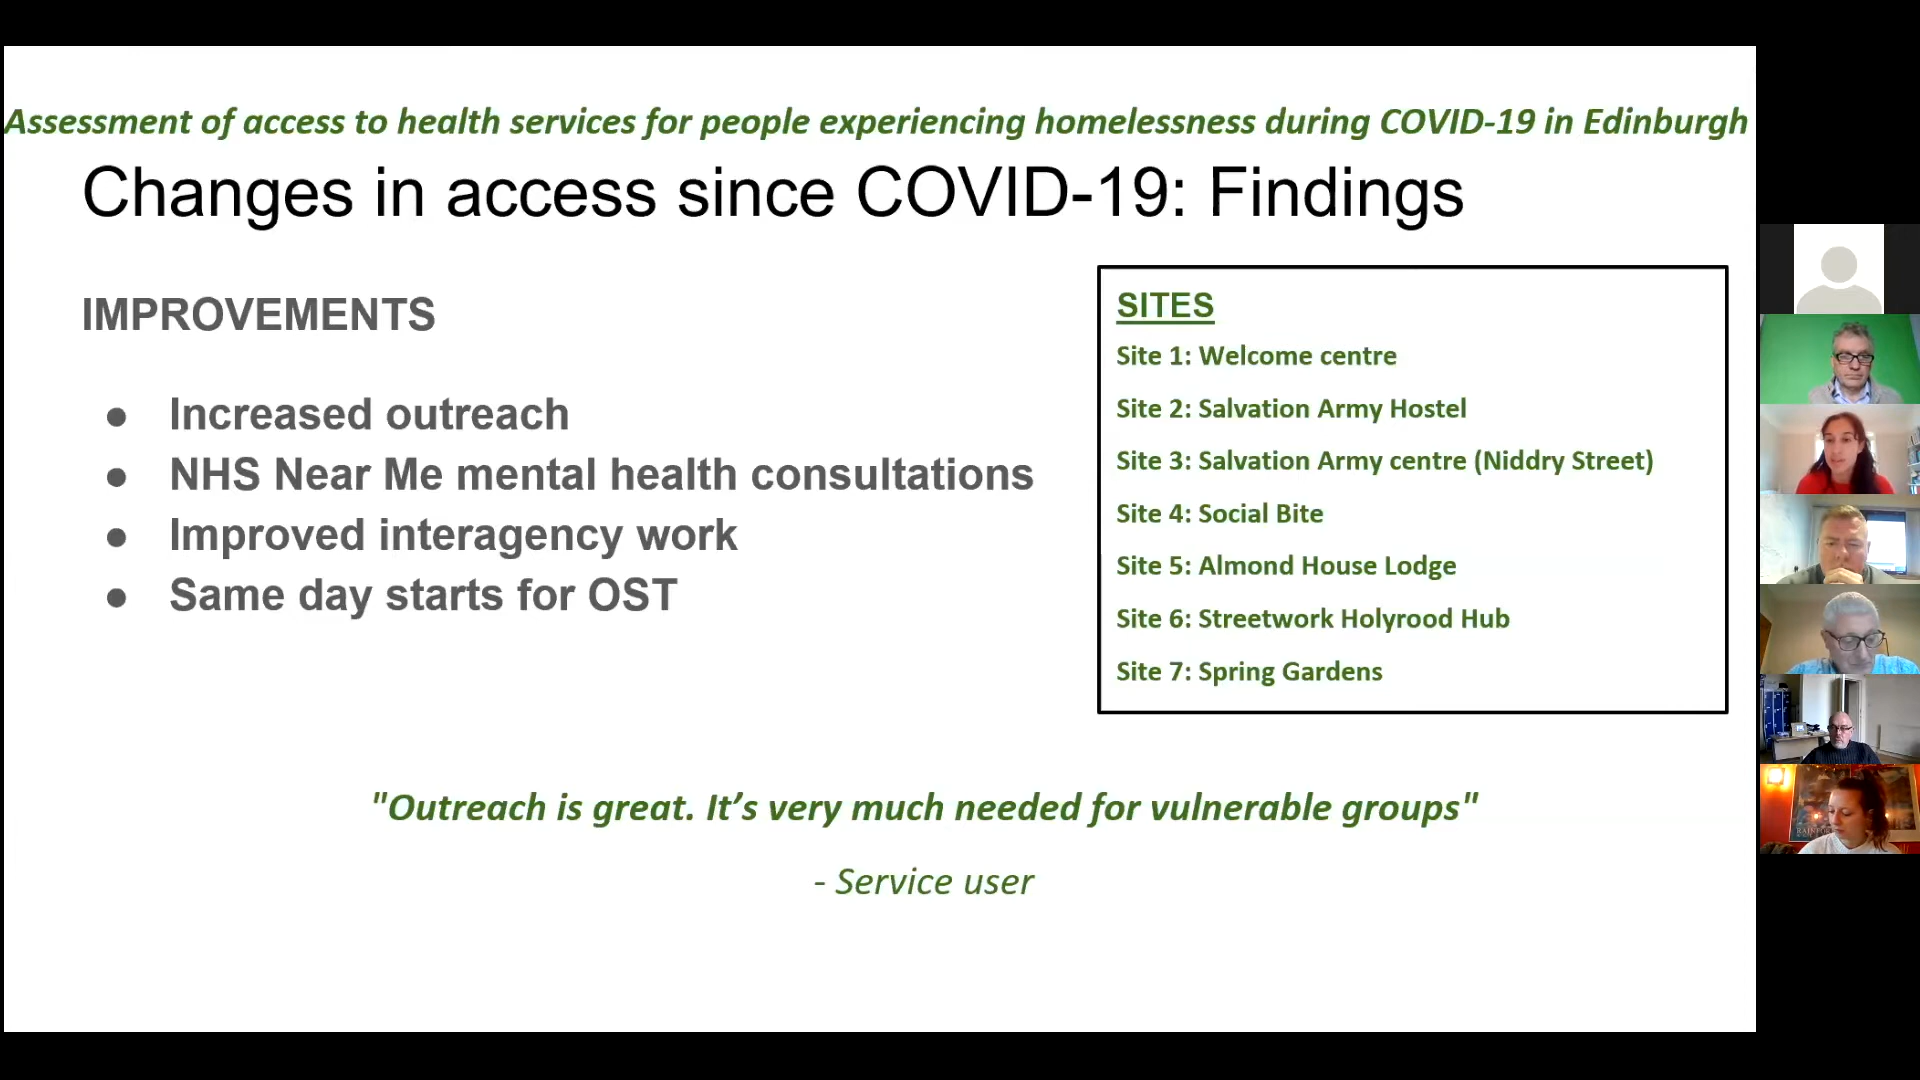 Assessment of access to health services for people experiencing homelessness during COVID-19 in Edinburgh
Changes in access since COVID-19: Findings
IMPROVEMENTS
● Increased outreach
● NHS Near Me mental health consultations
● Improved interagency work
● Same day starts for OST
SITES
Site 1: Welcome centre
Site 2: Salvation Army Hostel
Site 3: Salvation Army centre (Niddry Street)
Site 4: Social Bite
Site 5: Almond House Lodge
Site 6: Streetwork Holyrood Hub
Site 7: Spring Gardens
"Outreach is great. It’s very much needed for vulnerable groups"
- Service user